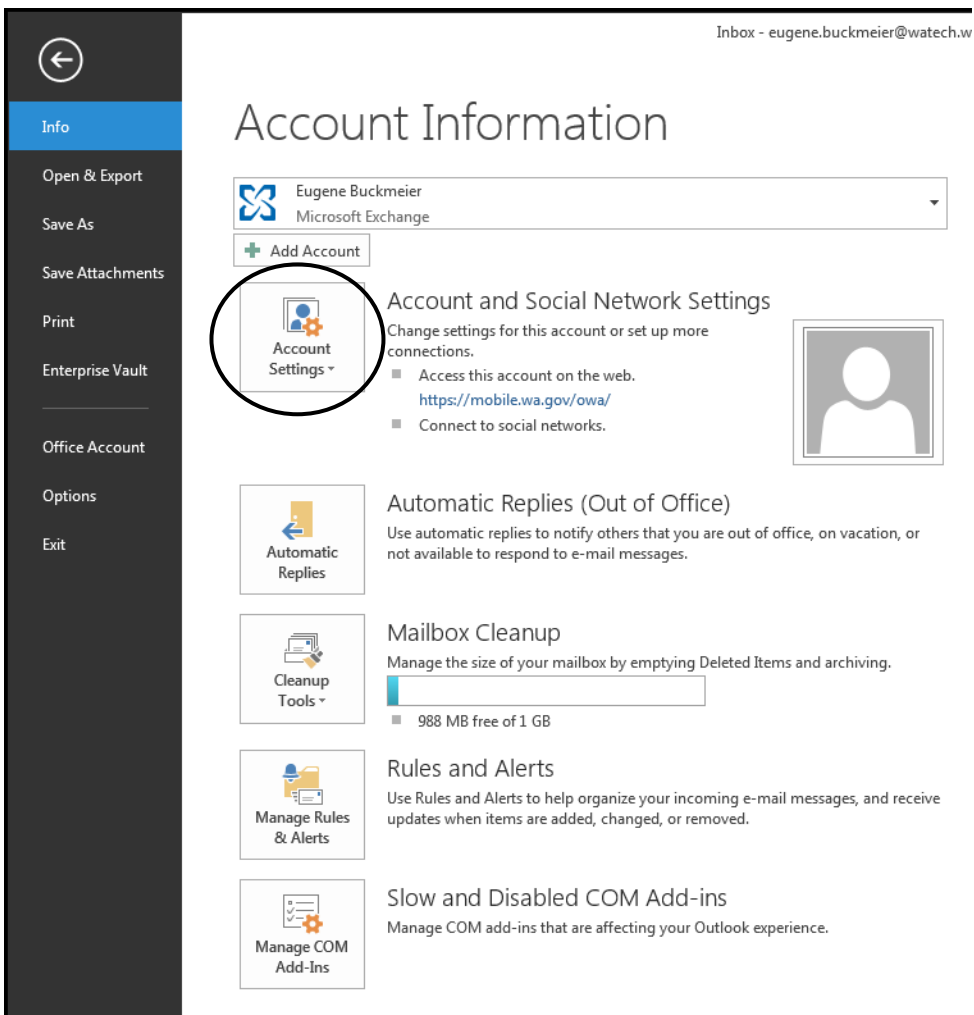 Inbox - eugene.buckmeier@watech.w
Info
Open & Export
Save As
Save Attachments
Print
Enterprise Vault
Office Account
Options
Exit
Account Information
Eugene Buckmeier
Microsoft Exchange
Add Account
Account
Settings
Account and Social Network Settings
Change settings for this account or set up more
connections.
Access this account on the web.
https://mobile.wa.gov/owa/
Connect to social networks.
Automatic
Replies
Automatic Replies (Out of Office)
Use automatic replies to notify others that you are out of office, on vacation, or
not available to respond to e-mail messages.
Cleanup
Tools
Mailbox Cleanup
Manage the size of your mailbox by emptying Deleted Items and archiving.
988 MB free of 1 GB
Manage Rules
& Alerts
Rules and Alerts
Use Rules and Alerts to help organize your incoming e-mail messages, and receive
updates when items are added, changed, or removed.
Manage COM
Add-Ins
Slow and Disabled COM Add-ins
Manage COM add-ins that are affecting your Outlook experience.